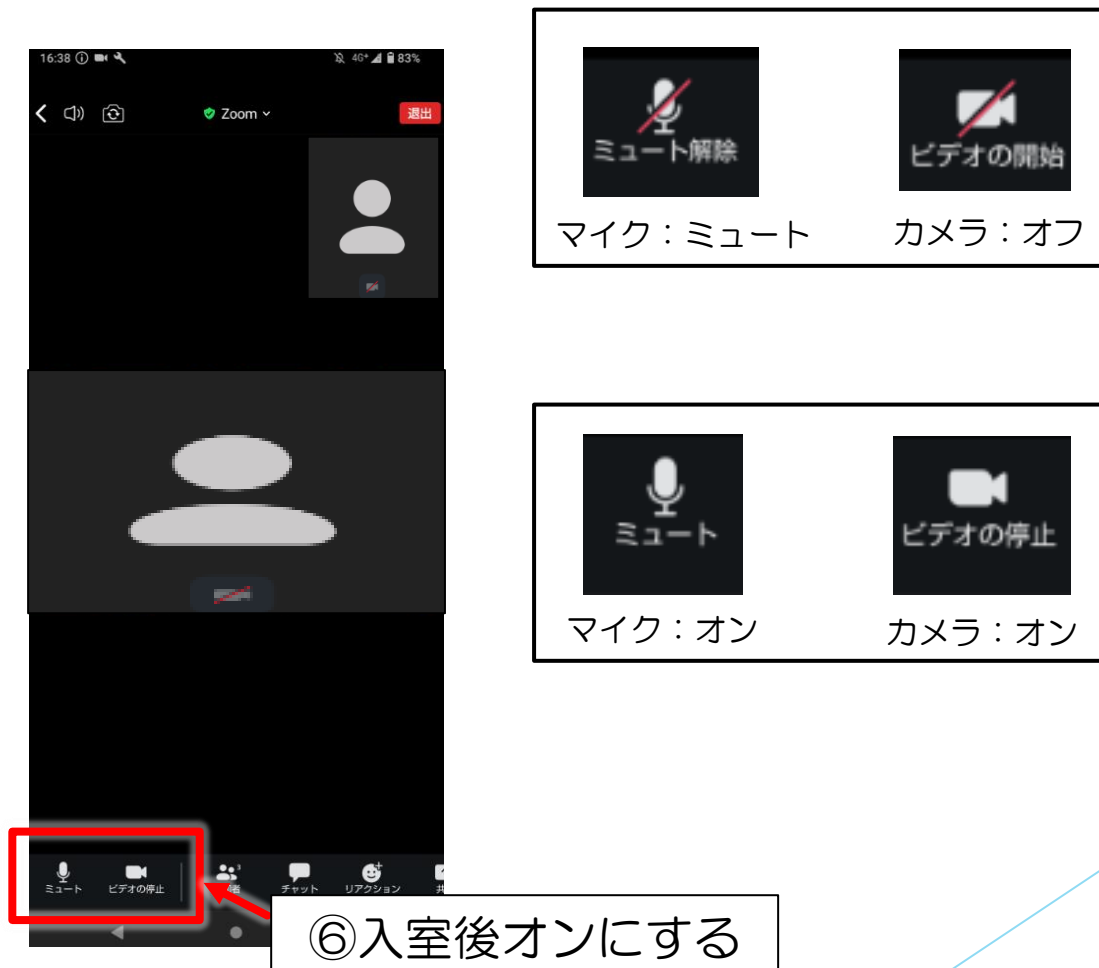 16:38
4G+ 83%
Zoom
退出
ミュート解除
ビデオの開始
マイク：ミュート
カメラ：オフ
ミュート
ビデオの停止
マイク：オン
カメラ：オン
ミュート
ビデオの停止
3
者
チャット
リアクション
⑥入室後オンにする